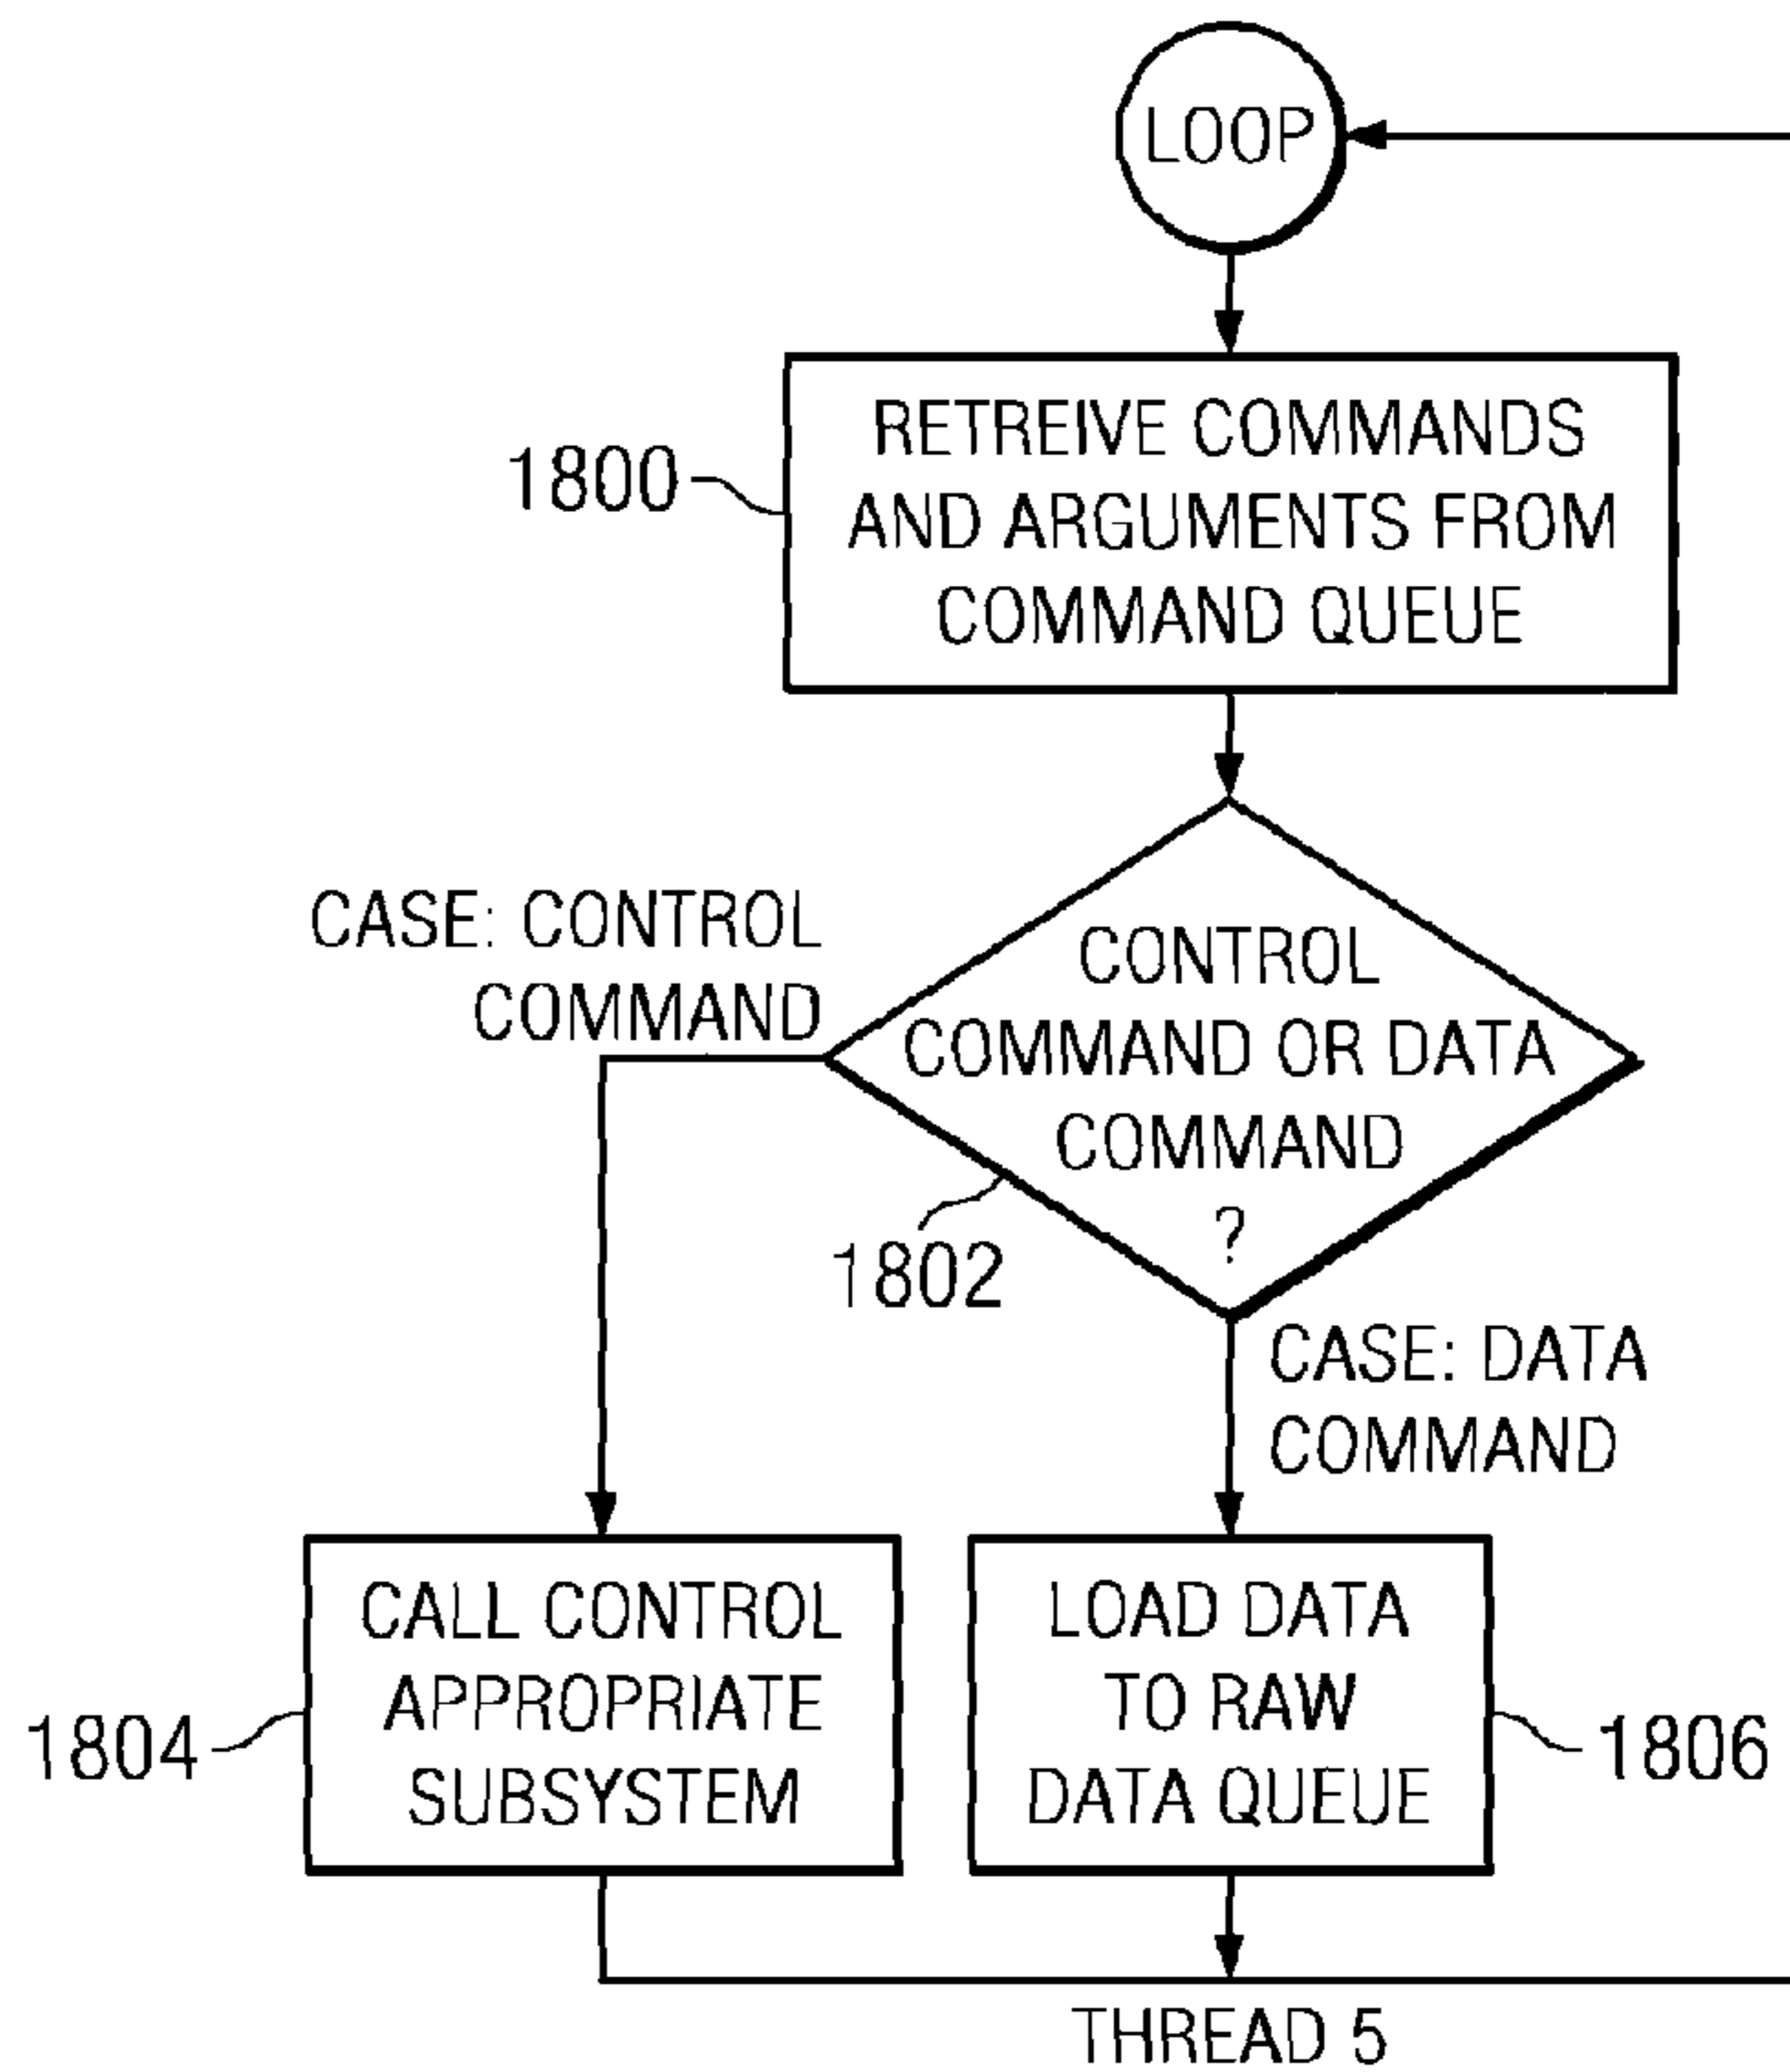 LOOP
RETREIVE COMMANDS
AND ARGUMENTS FROM
COMMAND QUEUE
1800
CASE: CONTROL
COMMAND
CONTROL
COMMAND OR DATA
COMMAND
?
1802
CASE: DATA
COMMAND
CALL CONTROL
APPROPRIATE
SUBSYSTEM
1804
LOAD DATA
TO RAW
DATA QUEUE
1806
THREAD 5